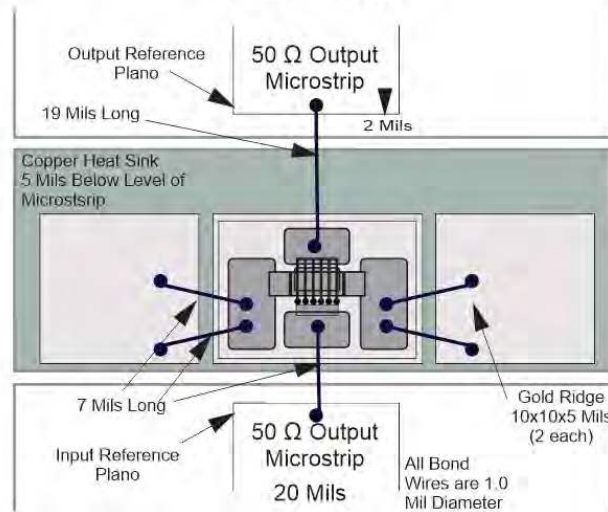 Output Reference
Plano
50 Ω Output
Microstrip
19 Mils Long
2 Mils
Copper Heat Sink
5 Mils Below Level of
Microstsrip
7 Mils Long
Gold Ridge
10x10x5 Mils
(2 each)
Input Reference
Plano
50 Ω Output
Microstrip
20 Mils
All Bond
Wires are 1.0
Mil Diameter